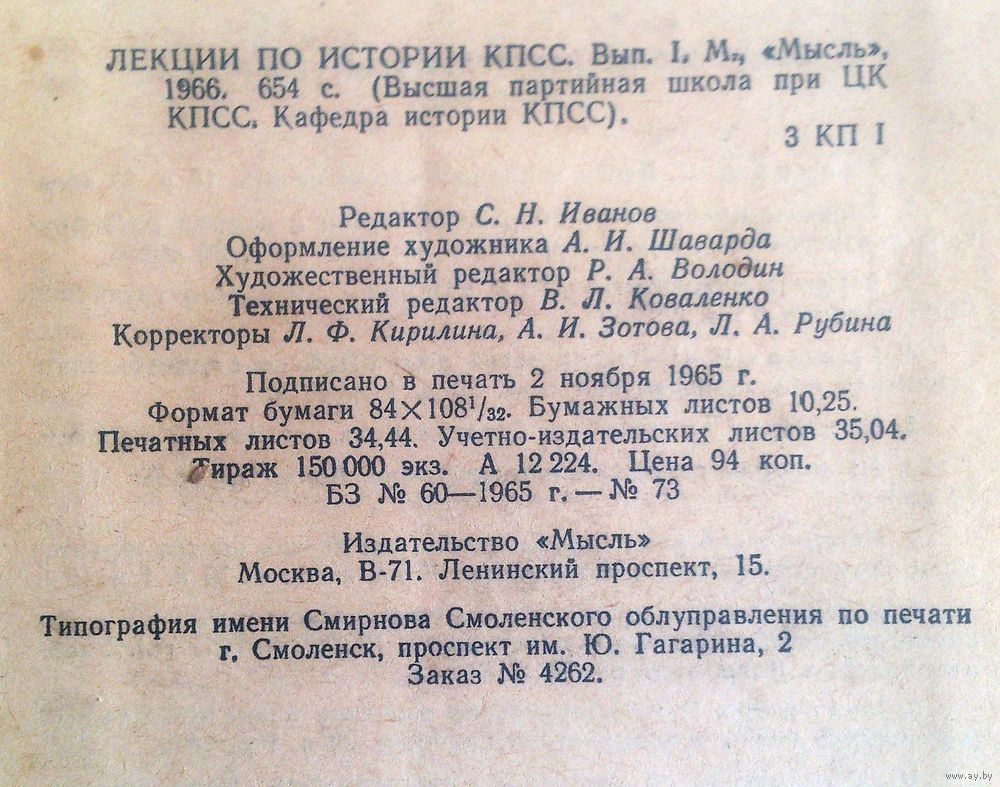 ЛЕКЦИИ ПО ИСТОРИИ КПСС. Вып. I. М., «Мысль»,
1966. 654 с. (Высшая партийная школа при ЦК
КПСС. Кафедра истории КПСС).
3 КП I
Редактор С. Н. Иванов
Оформление художника А. И. Шаварда
Художественный редактор Р. А. Володин
Технический редактор В. Л. Коваленко
Корректоры Л. Ф. Кирилина, А. И. Зотова, Л. А. Рубина
Подписано в печать 2 ноября 1965 г.
Формат бумаги 84×108¹/₃₂. Бумажных листов 10,25.
Печатных листов 34,44. Учетно-издательских листов 35,04.
Тираж 150 000 экз. А 12 224. Цена 94 коп.
БЗ № 60—1965 г. — № 73
Издательство «Мысль»
Москва, В-71. Ленинский проспект, 15.
Типография имени Смирнова Смоленского облуправления по печати
г. Смоленск, проспект им. Ю. Гагарина, 2
Заказ № 4262.
www.ay.by